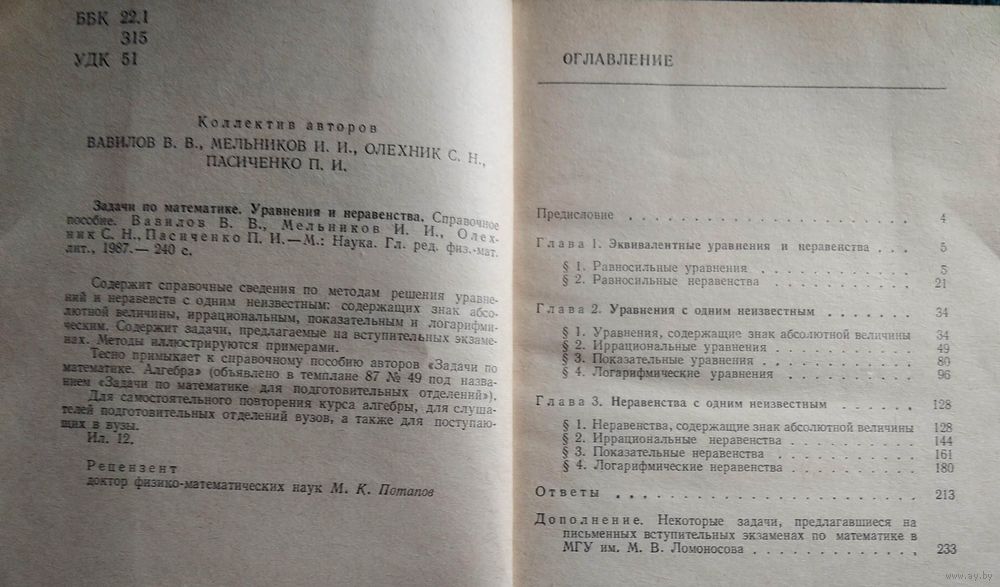 ББК 22.1
З15
УДК 51
Коллектив авторов
ВАВИЛОВ В. В., МЕЛЬНИКОВ И. И., ОЛЕХНИК С. Н.,
ПАСИЧЕНКО П. И.
Задачи по математике. Уравнения и неравенства. Справочное
пособие. Вавилов В. В., Мельников И. И., Олех-
ник С. Н., Пасиченко П. И.— М.: Наука. Гл. ред. физ.-мат.
лит., 1987.— 240 с.
Содержит справочные сведения по методам решения уравне-
ний и неравенств с одним неизвестным: содержащих знак абсо-
лютной величины, иррациональным, показательным и логарифми-
ческим. Содержит задачи, предлагаемые на вступительных экзаме-
нах. Методы иллюстрируются примерами.
Тесно примыкает к справочному пособию авторов «Задачи по
математике. Алгебра» (объявлено в темплане 87 № 49 под назва-
нием «Задачи по математике для подготовительных отделений»).
Для самостоятельного повторения курса алгебры, для слуша-
телей подготовительных отделений вузов, а также для поступаю-
щих в вузы.
Ил. 12.
Рецензент
доктор физико-математических наук М. К. Потапов
ОГЛАВЛЕНИЕ
Предисловие . . . . . . . . . . . . . . . . . 4
Глава 1. Эквивалентные уравнения и неравенства . . . 5
§ 1. Равносильные уравнения . . . . . . . . . . 5
§ 2. Равносильные неравенства . . . . . . . . . 21
Глава 2. Уравнения с одним неизвестным . . . . . . . 34
§ 1. Уравнения, содержащие знак абсолютной величины 34
§ 2. Иррациональные уравнения . . . . . . . . . 49
§ 3. Показательные уравнения . . . . . . . . . . 80
§ 4. Логарифмические уравнения . . . . . . . . . 96
Глава 3. Неравенства с одним неизвестным . . . . . . 128
§ 1. Неравенства, содержащие знак абсолютной величины 128
§ 2. Иррациональные неравенства . . . . . . . . 144
§ 3. Показательные неравенства . . . . . . . . . 161
§ 4. Логарифмические неравенства . . . . . . . . 180
Ответы . . . . . . . . . . . . . . . . . . . 213
Дополнение. Некоторые задачи, предлагавшиеся на
письменных вступительных экзаменах по математике в
МГУ им. М. В. Ломоносова . . . . . . . . . . . . 233
www.ay.by